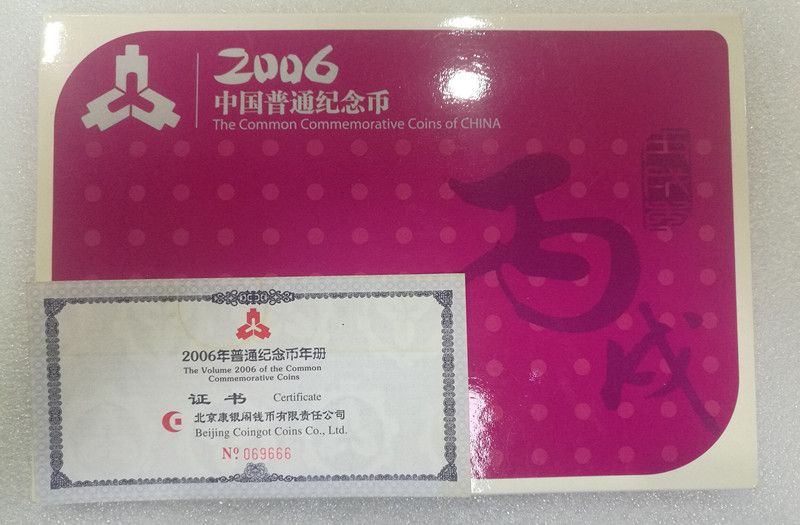 2006
中国普通纪念币
The Common Commemorative Coins of CHINA
丙戌
2006年普通纪念币年册
The Volume 2006 of the Common
Commemorative Coins
证书 Certificate
北京康银阁钱币有限责任公司
Beijing Coingot Coins Co., Ltd.
Nº 069666